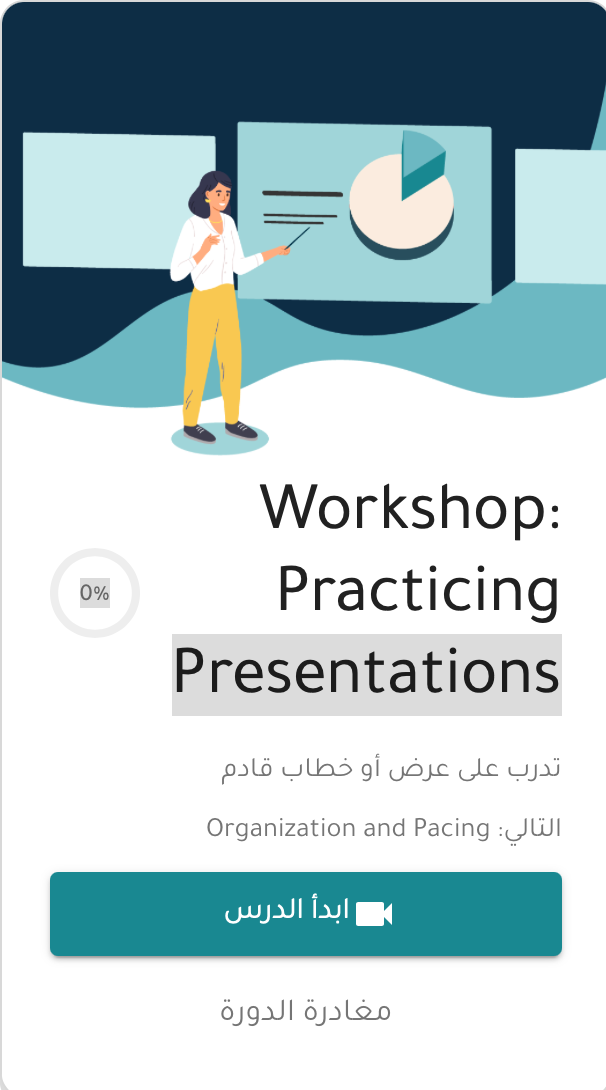 Workshop:
Practicing
Presentations
0%
تدرب على عرض أو خطاب قادم
التالي: Organization and Pacing
ابدأ الدرس
مغادرة الدورة